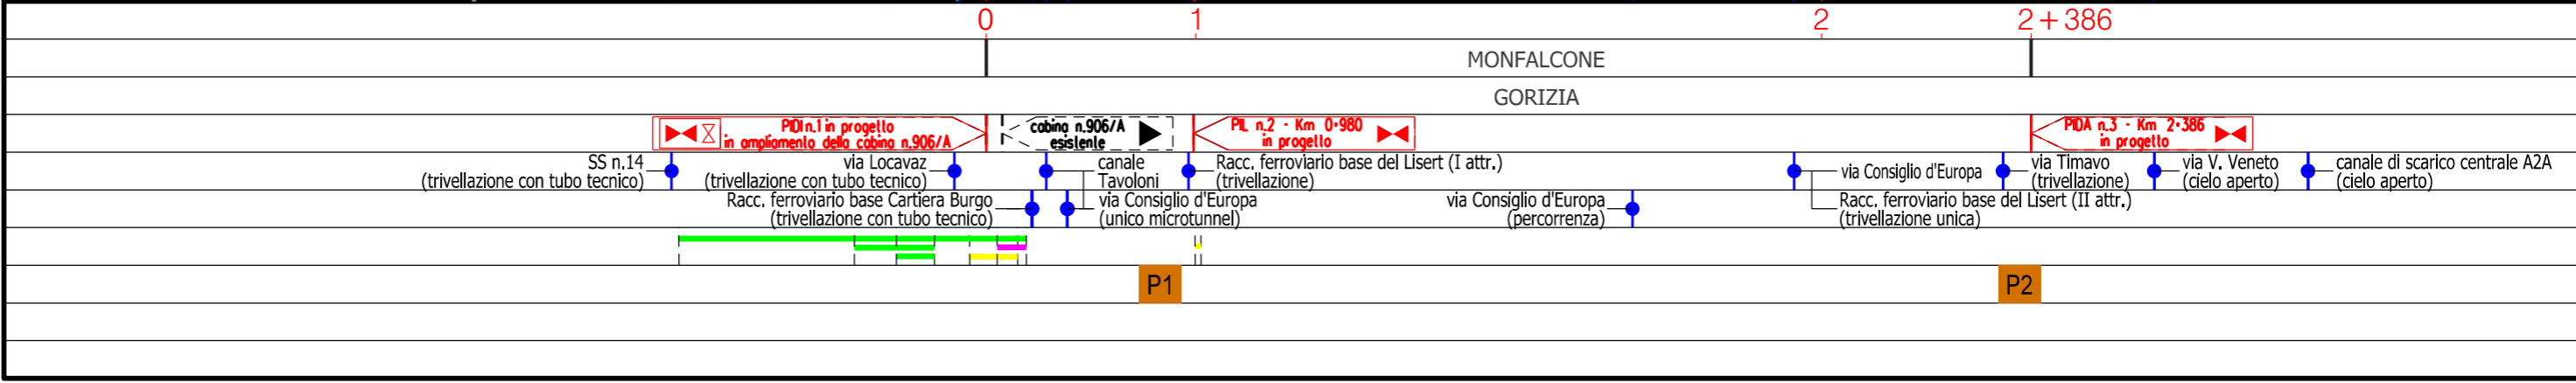 0 1 2 2+386
MONFALCONE
GORIZIA
PIDI n.1 in progetto
in ampliamento della cabina n.906/A
cabina n.906/A
esistente
PIL n.2 - Km 0+980
in progetto
PIDA n.3 - Km 2+386
in progetto
SS n.14
(trivellazione con tubo tecnico)
via Locavaz
(trivellazione con tubo tecnico)
canale
Tavoloni
Racc. ferroviario base del Lisert (I attr.)
(trivellazione)
via Consiglio d'Europa
via Timavo
(trivellazione)
via V. Veneto
(cielo aperto)
canale di scarico centrale A2A
(cielo aperto)
Racc. ferroviario base Cartiera Burgo
(trivellazione con tubo tecnico)
via Consiglio d'Europa
(unico microtunnel)
via Consiglio d'Europa
(percorrenza)
Racc. ferroviario base del Lisert (II attr.)
(trivellazione unica)
P1 P2